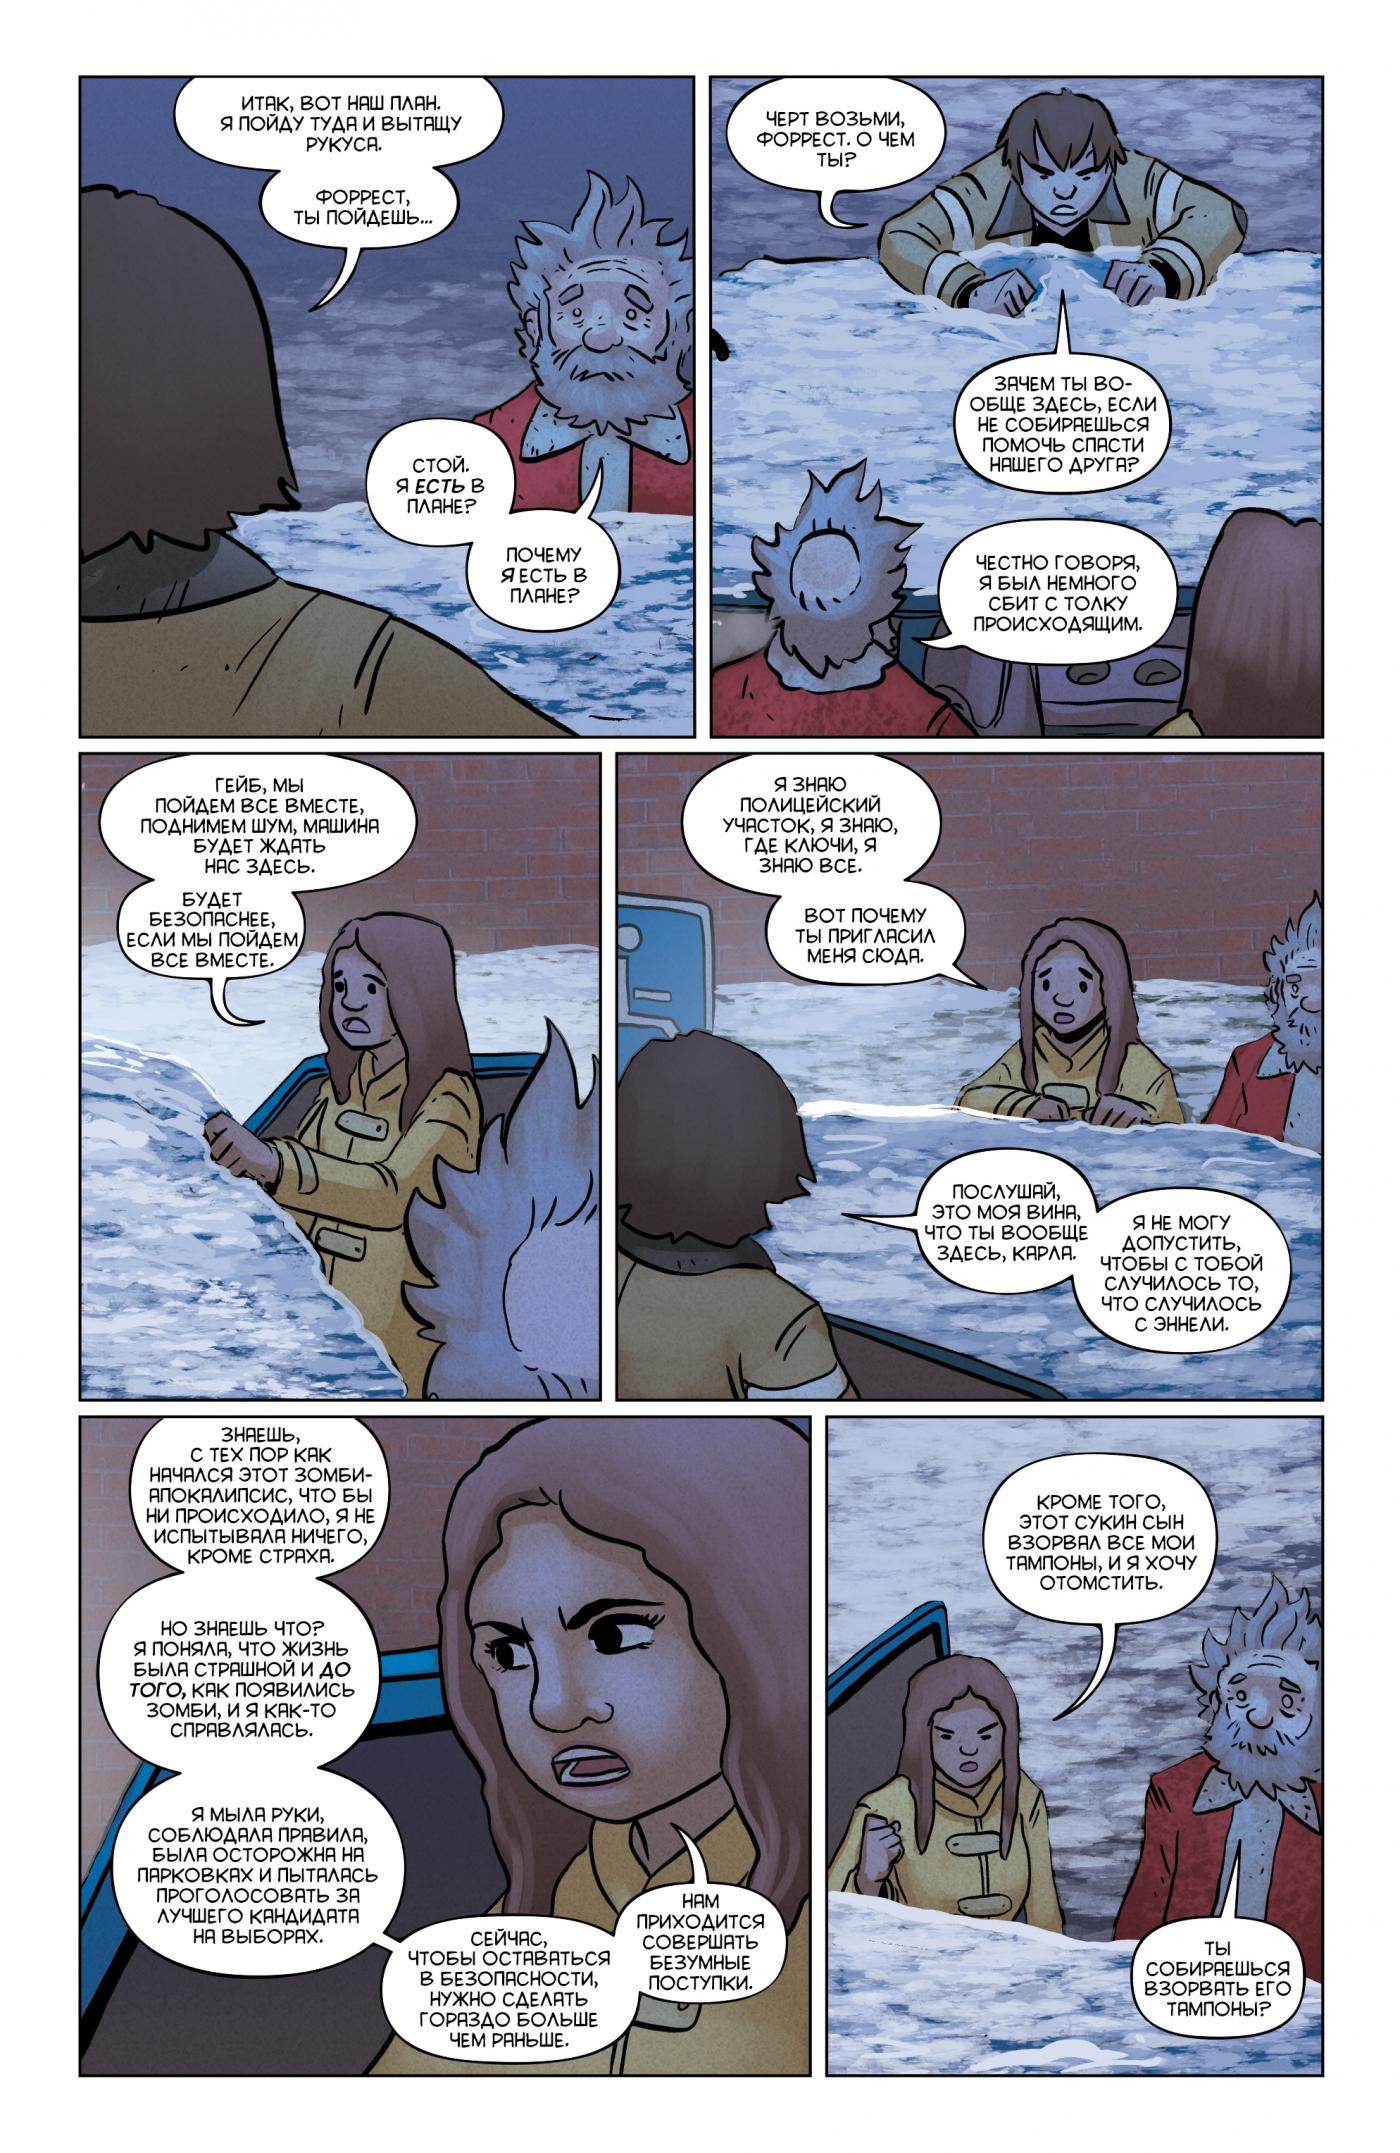 ИТАК, ВОТ НАШ ПЛАН.
Я ПОЙДУ ТУДА И ВЫТАЩУ
РУКУСА.
ФОРРЕСТ,
ТЫ ПОЙДЕШЬ...
СТОЙ.
Я ЕСТЬ В
ПЛАНЕ?
ПОЧЕМУ
Я ЕСТЬ В
ПЛАНЕ?
ЧЕРТ ВОЗЬМИ,
ФОРРЕСТ. О ЧЕМ
ТЫ?
ЗАЧЕМ ТЫ ВО-
ОБЩЕ ЗДЕСЬ, ЕСЛИ
НЕ СОБИРАЕШЬСЯ
ПОМОЧЬ СПАСТИ
НАШЕГО ДРУГА?
ЧЕСТНО ГОВОРЯ,
Я БЫЛ НЕМНОГО
СБИТ С ТОЛКУ
ПРОИСХОДЯЩИМ.
ГЕЙБ, МЫ
ПОЙДЕМ ВСЕ ВМЕСТЕ,
ПОДНИМЕМ ШУМ, МАШИНА
БУДЕТ ЖДАТЬ
НАС ЗДЕСЬ.
БУДЕТ
БЕЗОПАСНЕЕ,
ЕСЛИ МЫ ПОЙДЕМ
ВСЕ ВМЕСТЕ.
Я ЗНАЮ
ПОЛИЦЕЙСКИЙ
УЧАСТОК, Я ЗНАЮ,
ГДЕ КЛЮЧИ, Я
ЗНАЮ ВСЕ.
ВОТ ПОЧЕМУ
ТЫ ПРИГЛАСИЛ
МЕНЯ СЮДА.
ПОСЛУШАЙ,
ЭТО МОЯ ВИНА,
ЧТО ТЫ ВООБЩЕ
ЗДЕСЬ, КАРЛА.
Я НЕ МОГУ
ДОПУСТИТЬ,
ЧТОБЫ С ТОБОЙ
СЛУЧИЛОСЬ ТО,
ЧТО СЛУЧИЛОСЬ
С ЭННЕЛИ.
ЗНАЕШЬ,
С ТЕХ ПОР КАК
НАЧАЛСЯ ЭТОТ ЗОМБИ-
АПОКАЛИПСИС, ЧТО БЫ
НИ ПРОИСХОДИЛО, Я НЕ
ИСПЫТЫВАЛА НИЧЕГО,
КРОМЕ СТРАХА.
НО ЗНАЕШЬ ЧТО?
Я ПОНЯЛА, ЧТО ЖИЗНЬ
БЫЛА СТРАШНОЙ И ДО
ТОГО, КАК ПОЯВИЛИСЬ
ЗОМБИ, И Я КАК-ТО
СПРАВЛЯЛАСЬ.
Я МЫЛА РУКИ,
СОБЛЮДАЛА ПРАВИЛА,
БЫЛА ОСТОРОЖНА НА
ПАРКОВКАХ И ПЫТАЛАСЬ
ПРОГОЛОСОВАТЬ ЗА
ЛУЧШЕГО КАНДИДАТА
НА ВЫБОРАХ.
СЕЙЧАС,
ЧТОБЫ ОСТАВАТЬСЯ
В БЕЗОПАСНОСТИ,
НУЖНО СДЕЛАТЬ
ГОРАЗДО БОЛЬШЕ
ЧЕМ РАНЬШЕ.
НАМ
ПРИХОДИТСЯ
СОВЕРШАТЬ
БЕЗУМНЫЕ
ПОСТУПКИ.
КРОМЕ ТОГО,
ЭТОТ СУКИН СЫН
ВЗОРВАЛ ВСЕ МОИ
ТАМПОНЫ, И Я ХОЧУ
ОТОМСТИТЬ.
ТЫ
СОБИРАЕШЬСЯ
ВЗОРВАТЬ ЕГО
ТАМПОНЫ?